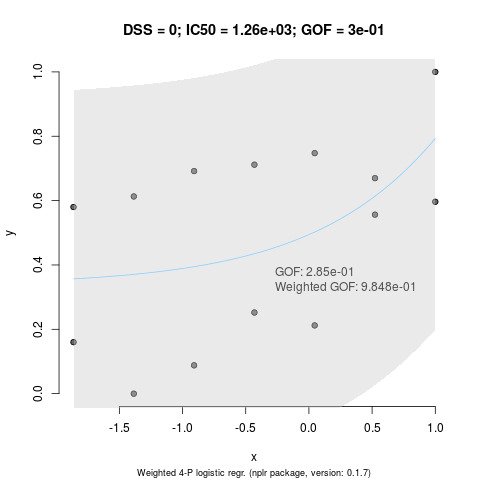 DSS = 0; IC50 = 1.26e+03; GOF = 3e-01
1.0
0.8
0.6
0.4
0.2
0.0
y
GOF: 2.85e-01
Weighted GOF: 9.848e-01
-1.5 -1.0 -0.5 0.0 0.5 1.0
x
Weighted 4-P logistic regr. (nplr package, version: 0.1.7)